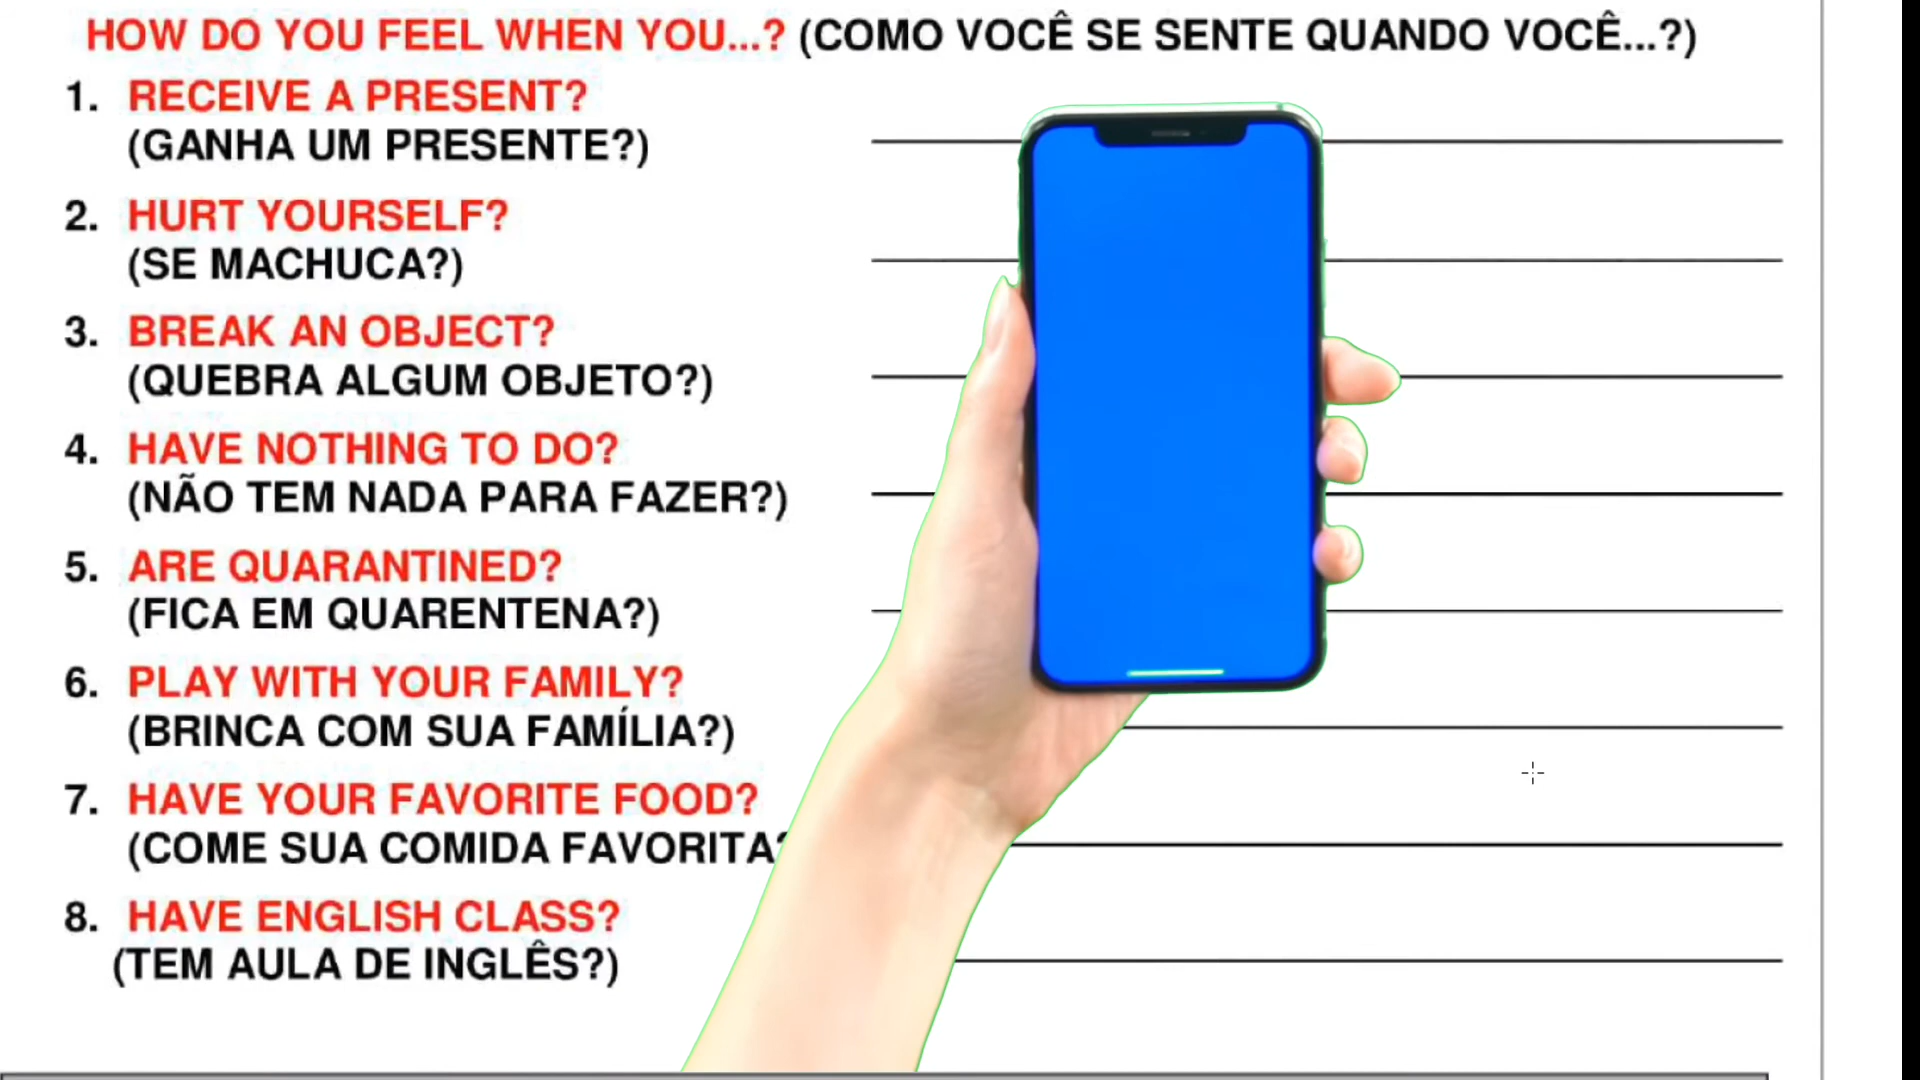 HOW DO YOU FEEL WHEN YOU...? (COMO VOCÊ SE SENTE QUANDO VOCÊ...?)
1. RECEIVE A PRESENT?
(GANHA UM PRESENTE?)
2. HURT YOURSELF?
(SE MACHUCA?)
3. BREAK AN OBJECT?
(QUEBRA ALGUM OBJETO?)
4. HAVE NOTHING TO DO?
(NÃO TEM NADA PARA FAZER?)
5. ARE QUARANTINED?
(FICA EM QUARENTENA?)
6. PLAY WITH YOUR FAMILY?
(BRINCA COM SUA FAMÍLIA?)
7. HAVE YOUR FAVORITE FOOD?
(COME SUA COMIDA FAVORITA?
8. HAVE ENGLISH CLASS?
(TEM AULA DE INGLÊS?)